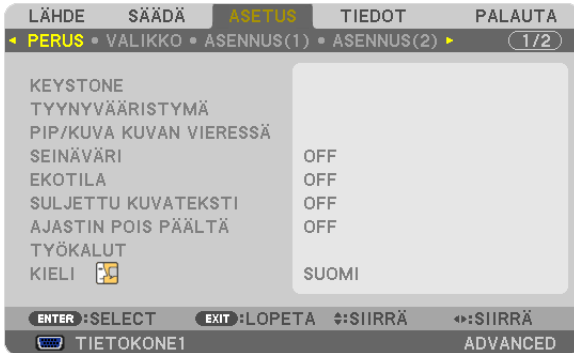 LÄHDE SÄÄDÄ ASETUS TIEDOT PALAUTA
PERUS • VALIKKO • ASENNUS(1) • ASENNUS(2) 1/2
KEYSTONE
TYYNYVÄÄRISTYMÄ
PIP/KUVA KUVAN VIERESSÄ
SEINÄVÄRI OFF
EKOTILA OFF
SULJETTU KUVATEKSTI OFF
AJASTIN POIS PÄÄLTÄ OFF
TYÖKALUT
KIELI SUOMI
ENTER :SELECT EXIT :LOPETA :SIIRRÄ :SIIRRÄ
TIETOKONE1 ADVANCED